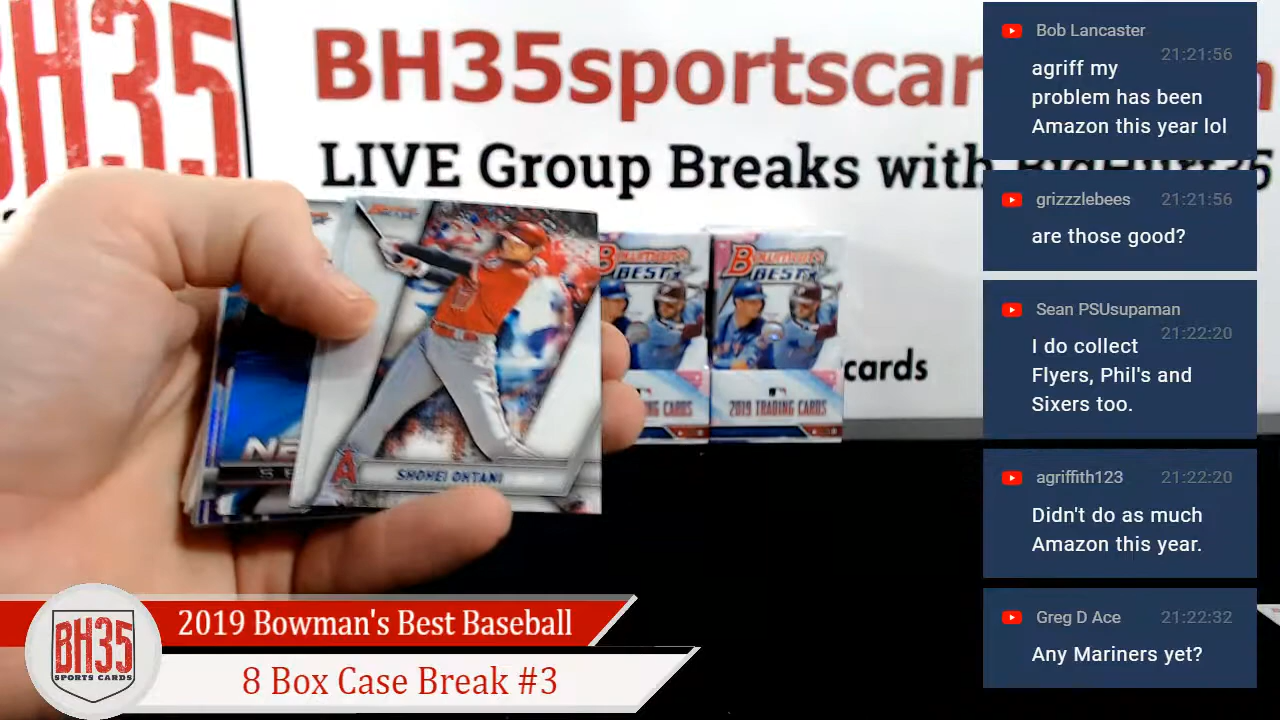 BH35
BH35sportscar
LIVE Group Breaks with
BOWMAN'S
BEST
BOWMAN'S
BEST
NG CARDS
2019 TRADING CARDS
cards
17
A
SHOHEI OHTANI
BH35
SPORTS CARDS
2019 Bowman's Best Baseball
8 Box Case Break #3
Bob Lancaster
21:21:56
agriff my
problem has been
Amazon this year lol
grizzzlebees 21:21:56
are those good?
Sean PSUsupaman
21:22:20
I do collect
Flyers, Phil's and
Sixers too.
agriffith123 21:22:20
Didn't do as much
Amazon this year.
Greg D Ace 21:22:32
Any Mariners yet?